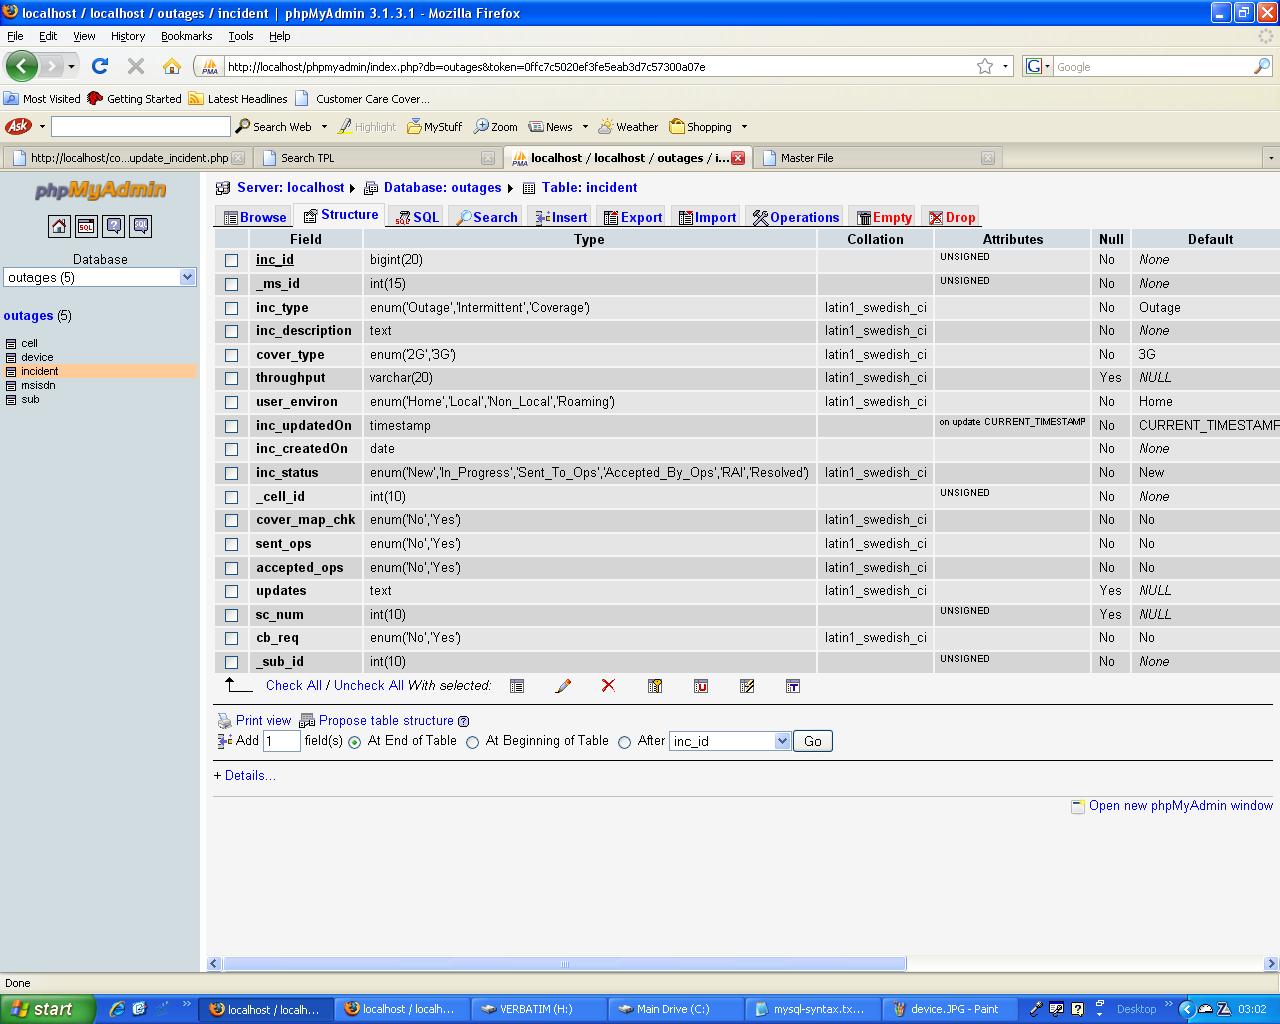 localhost / localhost / outages / incident | phpMyAdmin 3.1.3.1 - Mozilla Firefox
File Edit View History Bookmarks Tools Help
http://localhost/phpmyadmin/index.php?db=outages&token=0ffc7c5020ef3fe5eab3d7c57300a07e Google
Most Visited Getting Started Latest Headlines Customer Care Cover...
Ask Search Web Highlight MyStuff Zoom News Weather Shopping
http://localhost/co...update_incident.php Search TPL localhost / localhost / outages / i... Master File
phpMyAdmin
Database
outages (5)
outages (5)
cell
device
incident
msisdn
sub
Server: localhost Database: outages Table: incident
Browse Structure SQL Search Insert Export Import Operations Empty Drop
Field Type Collation Attributes Null Default
inc_id bigint(20) UNSIGNED No None
_ms_id int(15) UNSIGNED No None
inc_type enum('Outage','Intermittent','Coverage') latin1_swedish_ci No Outage
inc_description text latin1_swedish_ci No None
cover_type enum('2G','3G') latin1_swedish_ci No 3G
throughput varchar(20) latin1_swedish_ci Yes NULL
user_environ enum('Home','Local','Non_Local','Roaming') latin1_swedish_ci No Home
inc_updatedOn timestamp on update CURRENT_TIMESTAMP No CURRENT_TIMESTAMP
inc_createdOn date No None
inc_status enum('New','In_Progress','Sent_To_Ops','Accepted_By_Ops','RAI','Resolved') latin1_swedish_ci No New
_cell_id int(10) UNSIGNED No None
cover_map_chk enum('No','Yes') latin1_swedish_ci No No
sent_ops enum('No','Yes') latin1_swedish_ci No No
accepted_ops enum('No','Yes') latin1_swedish_ci No No
updates text latin1_swedish_ci Yes NULL
sc_num int(10) UNSIGNED Yes NULL
cb_req enum('No','Yes') latin1_swedish_ci No No
_sub_id int(10) UNSIGNED No None
Check All / Uncheck All With selected:
Print view Propose table structure
Add 1 field(s) At End of Table At Beginning of Table After inc_id Go
+ Details...
Open new phpMyAdmin window
Done
start localhost / localh... localhost / localh... VERBATIM (H:) Main Drive (C:) mysql-syntax.tx... device.JPG - Paint Desktop 03:02